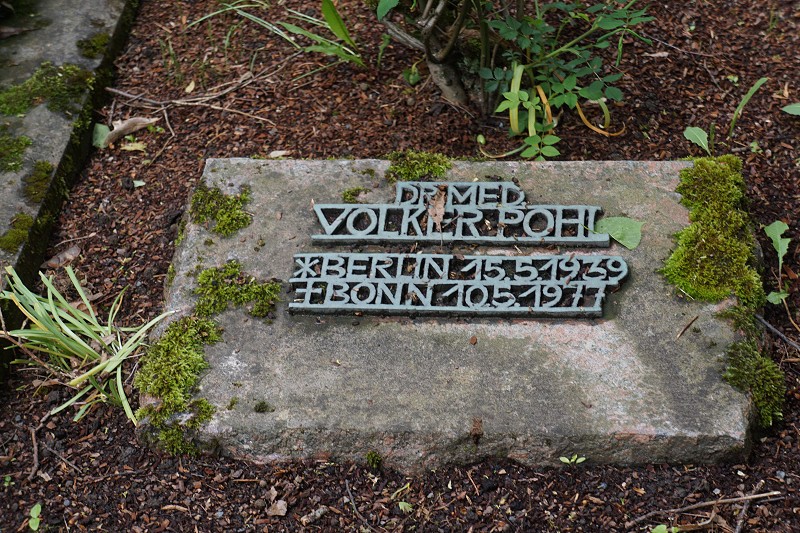 DR MED.
VOLKER POHL
*BERLIN 15.5.1939
†BONN 10.5.1977